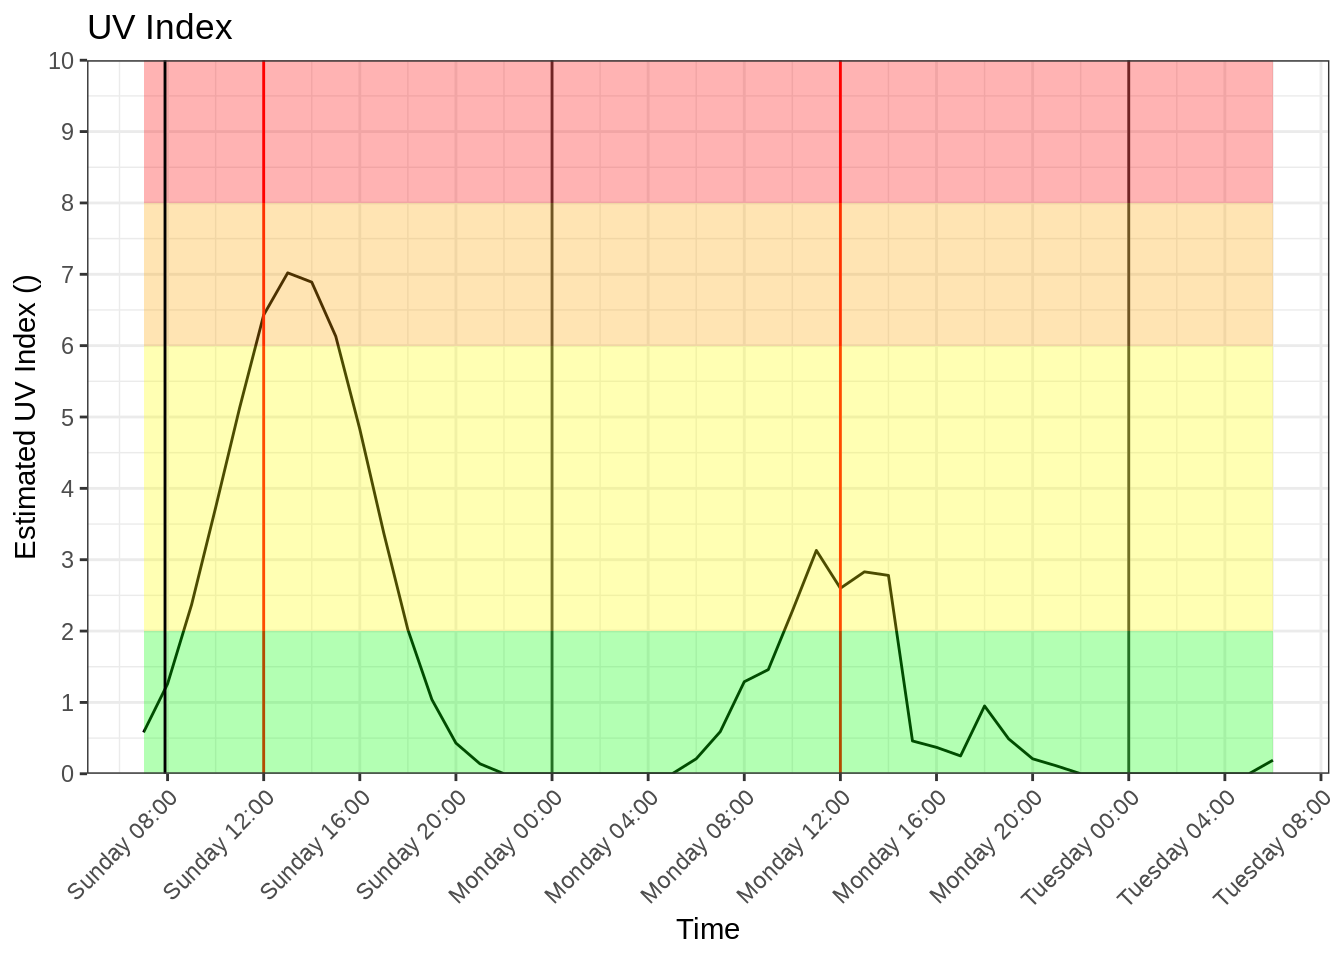 UV Index
Estimated UV Index ()
10
9
8
7
6
5
4
3
2
1
0
Sunday 08:00
Sunday 12:00
Sunday 16:00
Sunday 20:00
Monday 00:00
Monday 04:00
Monday 08:00
Monday 12:00
Monday 16:00
Monday 20:00
Tuesday 00:00
Tuesday 04:00
Tuesday 08:00
Time